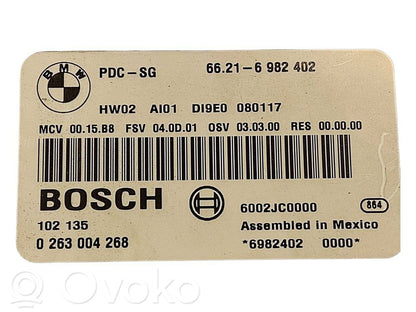 BMW
PDC-SG 66.21-6 982 402
HW02 AI01 DI9E0 080117
MCV 00.15.B8 FSV 04.0D.01 OSV 03.03.00 RES 00.00.00
BOSCH
6002JC0000 864
102 135 Assembled in Mexico
0 263 004 268 *6982402 0000*
Ovoko